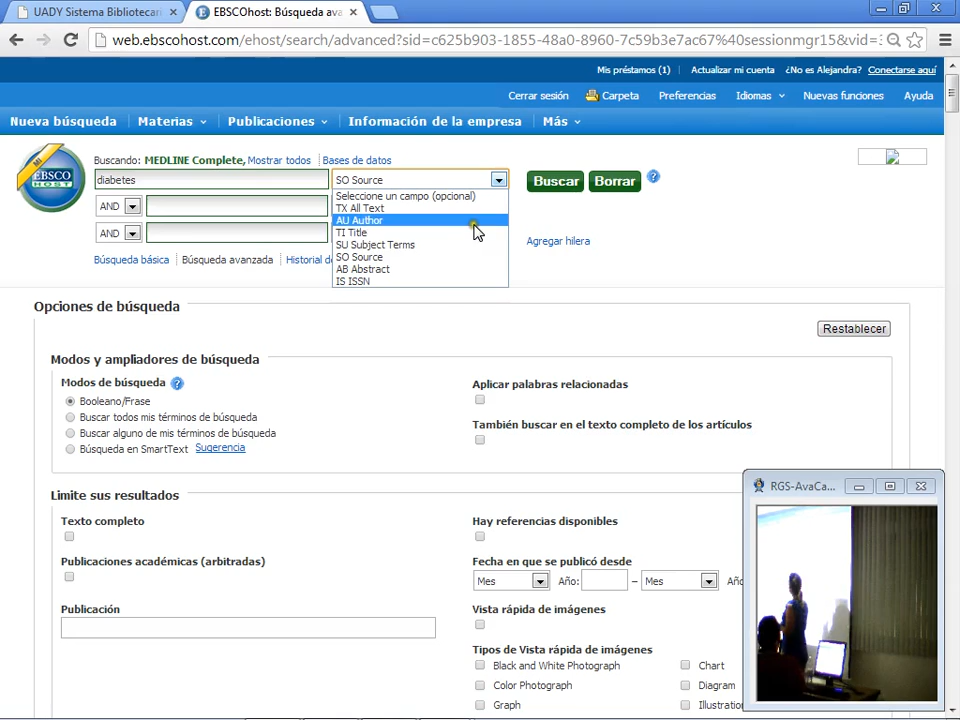 UADY Sistema Bibliotecari
EBSCOhost: Búsqueda ava
web.ebscohost.com/ehost/search/advanced?sid=c625b903-1855-48a0-8960-7c59b3e7ac67%40sessionmgr15&vid=
Mis préstamos (1) Actualizar mi cuenta ¿No es Alejandra? Conectarse aquí
Cerrar sesión Carpeta Preferencias Idiomas Nuevas funciones Ayuda
Nueva búsqueda Materias Publicaciones Información de la empresa Más
MI
EBSCO
HOST
Buscando: MEDLINE Complete, Mostrar todos Bases de datos
diabetes SO Source Buscar Borrar ?
Seleccione un campo (opcional)
AND TX All Text
AU Author
AND TI Title
SU Subject Terms
Agregar hilera
SO Source
Búsqueda básica Búsqueda avanzada Historial d
AB Abstract
IS ISSN
Opciones de búsqueda
Restablecer
Modos y ampliadores de búsqueda
Modos de búsqueda ?
Booleano/Frase
Buscar todos mis términos de búsqueda
Buscar alguno de mis términos de búsqueda
Búsqueda en SmartText Sugerencia
Aplicar palabras relacionadas
También buscar en el texto completo de los artículos
Limite sus resultados
Texto completo
Publicaciones académicas (arbitradas)
Publicación
Hay referencias disponibles
Fecha en que se publicó desde
Mes Año: – Mes Año
Vista rápida de imágenes
Tipos de Vista rápida de imágenes
Black and White Photograph Chart
Color Photograph Diagram
Graph Illustratio
RGS-AvaCa...